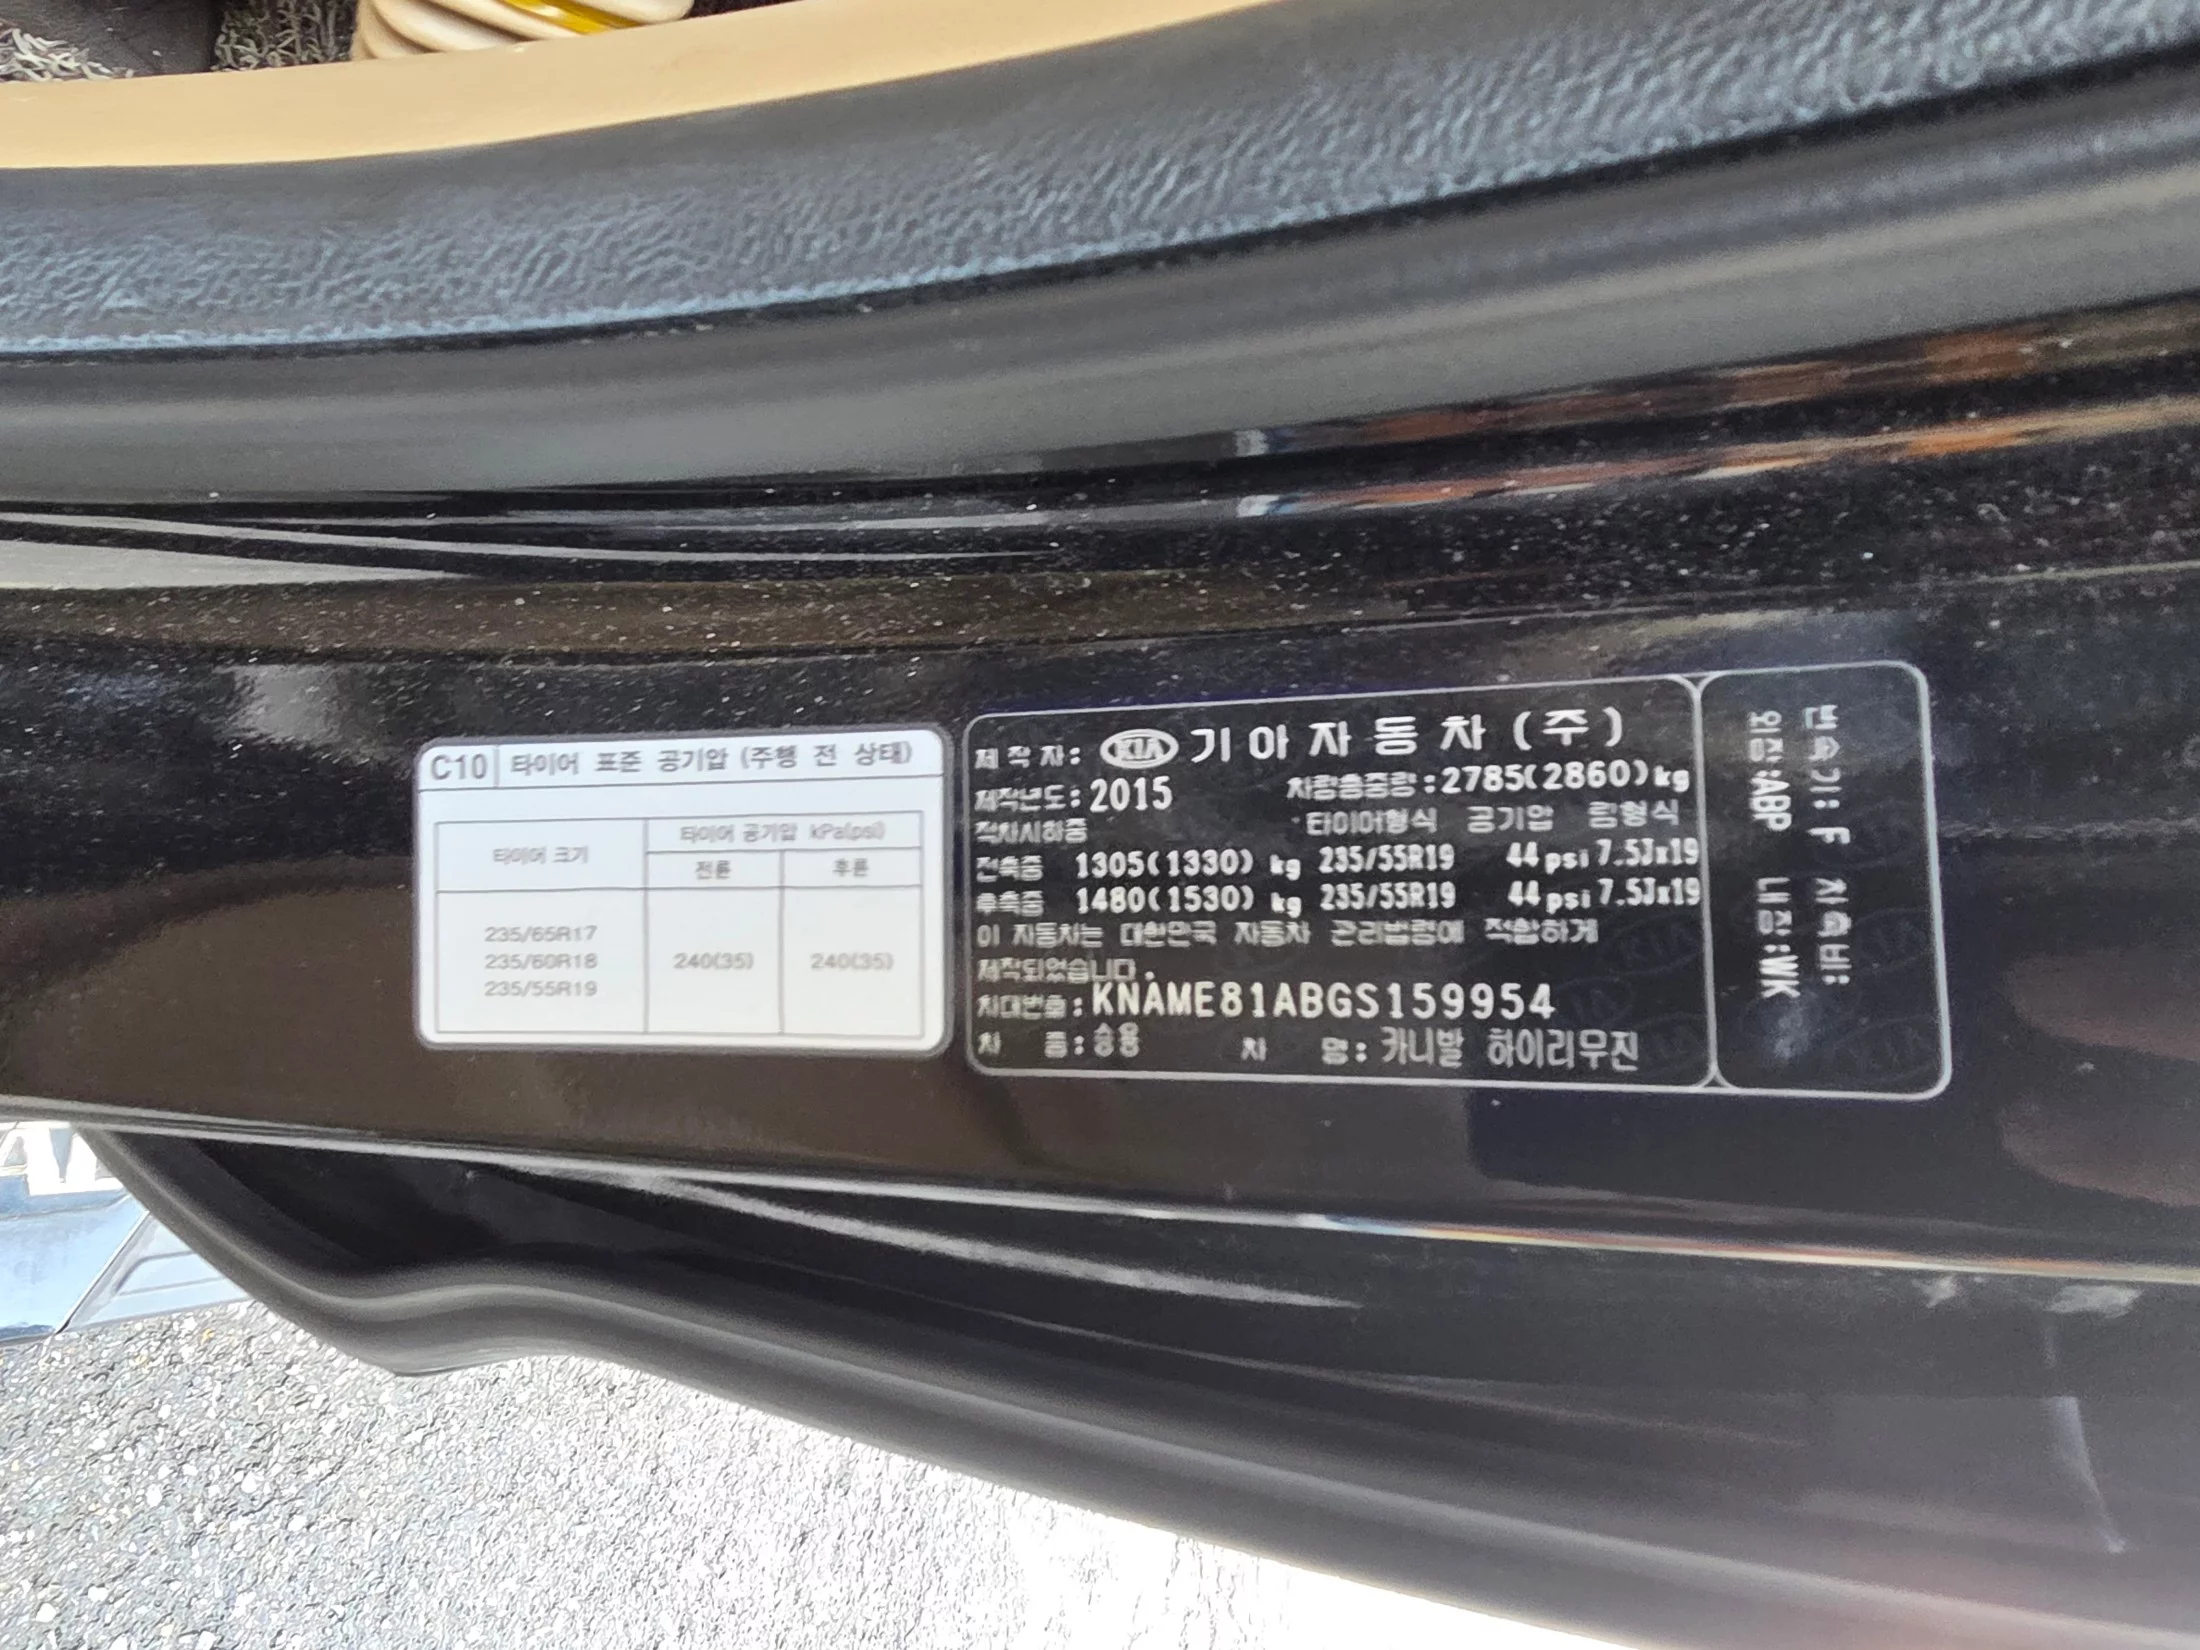 C10 타이어 표준 공기압 (주행 전 상태)
타이어 크기
타이어 공기압 kPa(psi)
전륜 후륜
235/65R17
235/60R18
235/55R19
240(35) 240(35)
제작자: KIA 기아자동차(주)
제작년도: 2015 차량총중량: 2785(2860)kg
적차시하중 타이어형식 공기압 림형식
전축중 1305(1330) kg 235/55R19 44 psi 7.5Jx19
후축중 1480(1530) kg 235/55R19 44 psi 7.5Jx19
이 자동차는 대한민국 자동차 관리법령에 적합하게
제작되었습니다.
차대번호: KNAME81ABGS159954
차 종: 승용 차 명: 카니발 하이리무진
변속기: F 차축비:
외장:ABP 내장:WK